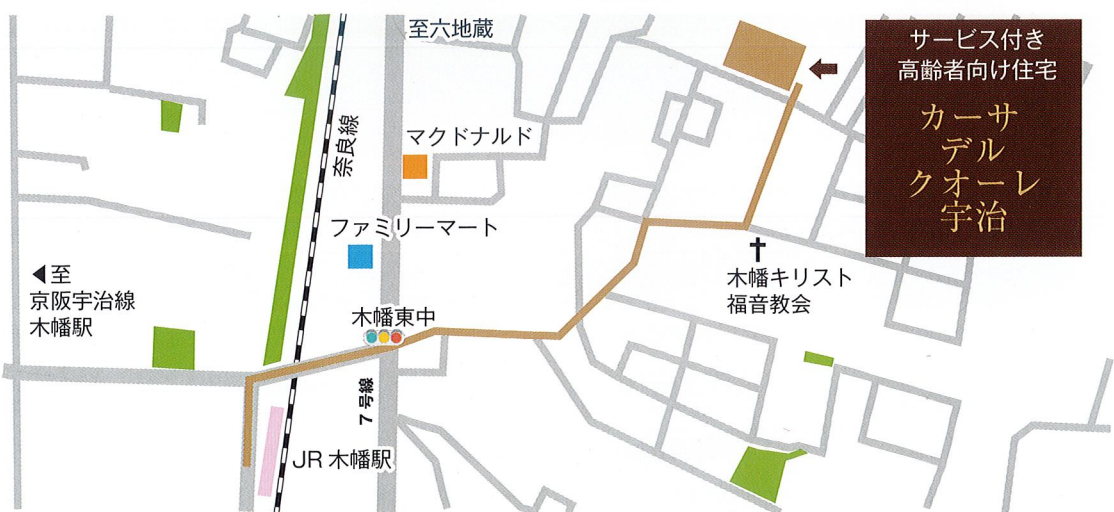 至六地蔵
サービス付き
高齢者向け住宅
カーサ
デル
クオーレ
宇治
奈良線
マクドナルド
ファミリーマート
◀至
京阪宇治線
木幡駅
木幡キリスト
福音教会
木幡東中
7号線
JR 木幡駅